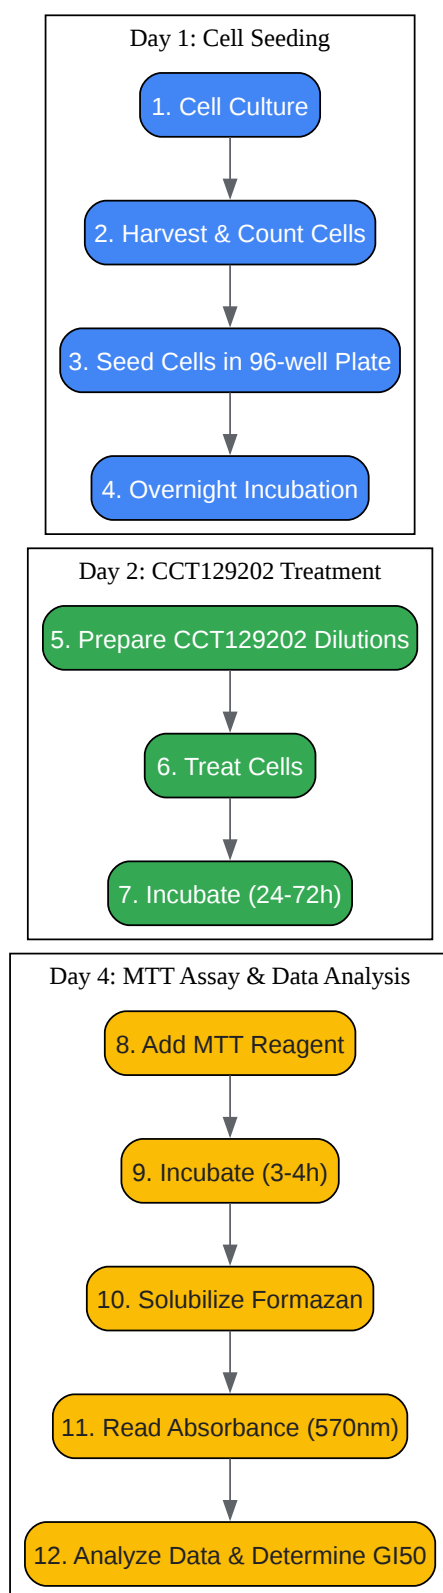 Day 1: Cell Seeding
1. Cell Culture
2. Harvest & Count Cells
3. Seed Cells in 96-well Plate
4. Overnight Incubation
Day 2: CCT129202 Treatment
5. Prepare CCT129202 Dilutions
6. Treat Cells
7. Incubate (24-72h)
Day 4: MTT Assay & Data Analysis
8. Add MTT Reagent
9. Incubate (3-4h)
10. Solubilize Formazan
11. Read Absorbance (570nm)
12. Analyze Data & Determine GI50